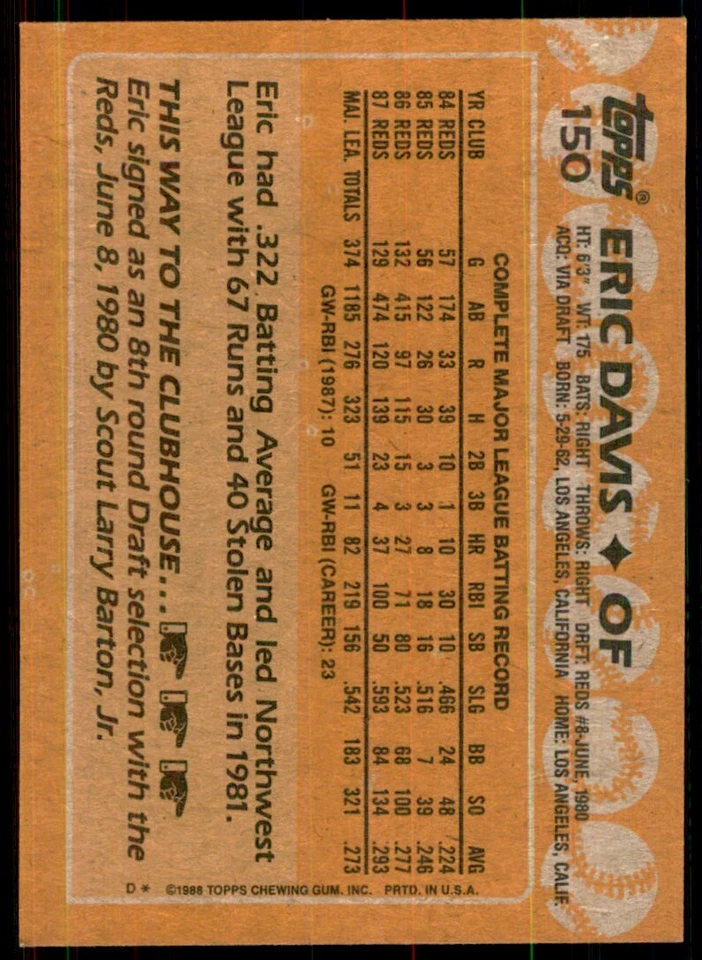 topps® ERIC DAVIS ✦ OF
150 HT: 6'3" WT: 175 BATS: RIGHT THROWS: RIGHT DRFT: REDS #8-JUNE, 1980
ACQ: VIA DRAFT BORN: 5-29-62, LOS ANGELES, CALIFORNIA HOME: LOS ANGELES, CALIF.
COMPLETE MAJOR LEAGUE BATTING RECORD
YR CLUB G AB R H 2B 3B HR RBI SB SLG BB SO AVG
84 REDS 57 174 33 39 10 1 10 30 10 .466 24 48 .224
85 REDS 56 122 26 30 3 3 8 18 16 .516 7 39 .246
86 REDS 132 415 97 115 15 3 27 71 80 .523 68 100 .277
87 REDS 129 474 120 139 23 4 37 100 50 .593 84 134 .293
MAJ. LEA. TOTALS 374 1185 276 323 51 11 82 219 156 .542 183 321 .273
GW-RBI (1987): 10 GW-RBI (CAREER): 23
Eric had .322 Batting Average and led Northwest
League with 67 Runs and 40 Stolen Bases in 1981.
THIS WAY TO THE CLUBHOUSE...
Eric signed as an 8th round Draft selection with the
Reds, June 8, 1980 by Scout Larry Barton, Jr.
D * ©1988 TOPPS CHEWING GUM. INC. PRTD. IN U.S.A.